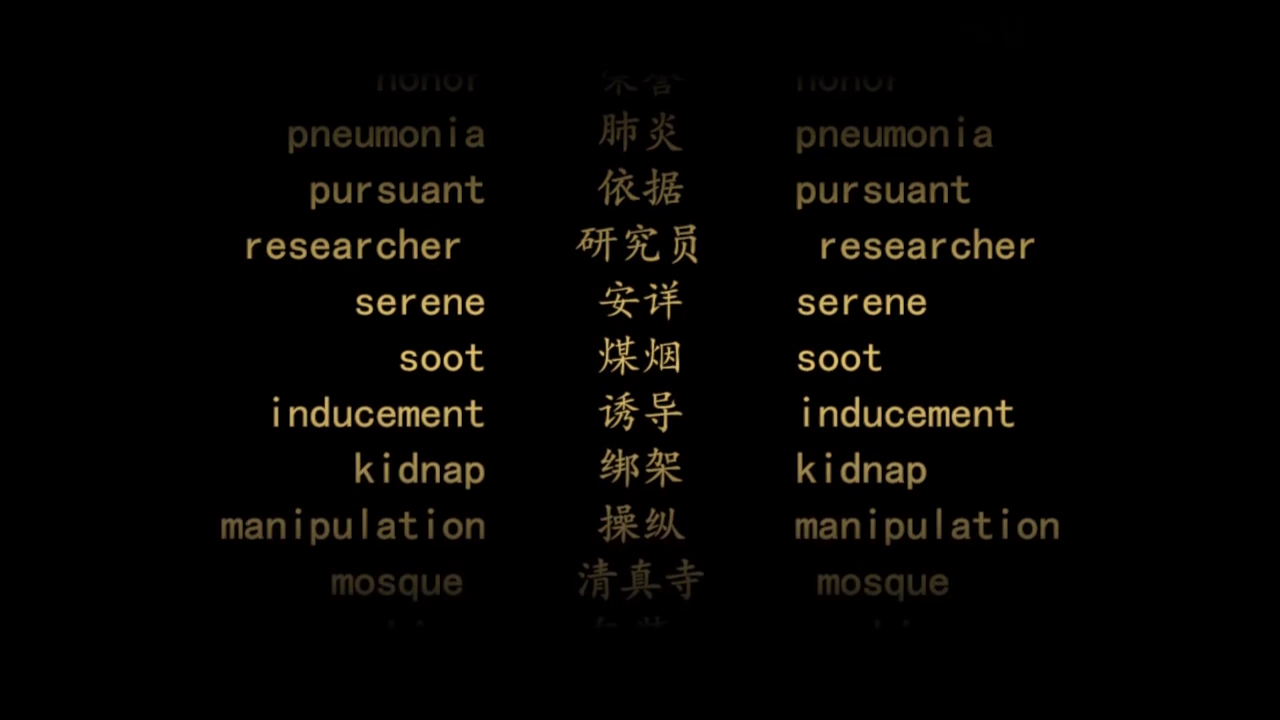 honor 荣誉 honor
pneumonia 肺炎 pneumonia
pursuant 依据 pursuant
researcher 研究员 researcher
serene 安详 serene
soot 煤烟 soot
inducement 诱导 inducement
kidnap 绑架 kidnap
manipulation 操纵 manipulation
mosque 清真寺 mosque